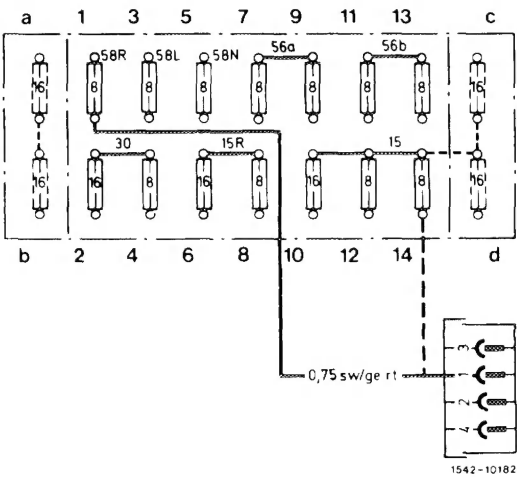 a 1 3 5 7 9 11 13 c
58R 58L 58N 56a 56b
16 8 8 8 8 8 8 8 16
30 15R 15
16 16 8 16 8 16 8 8 16
b 2 4 6 8 10 12 14 d
3
0,75 sw/ge rt 1
2
4
1542-10182